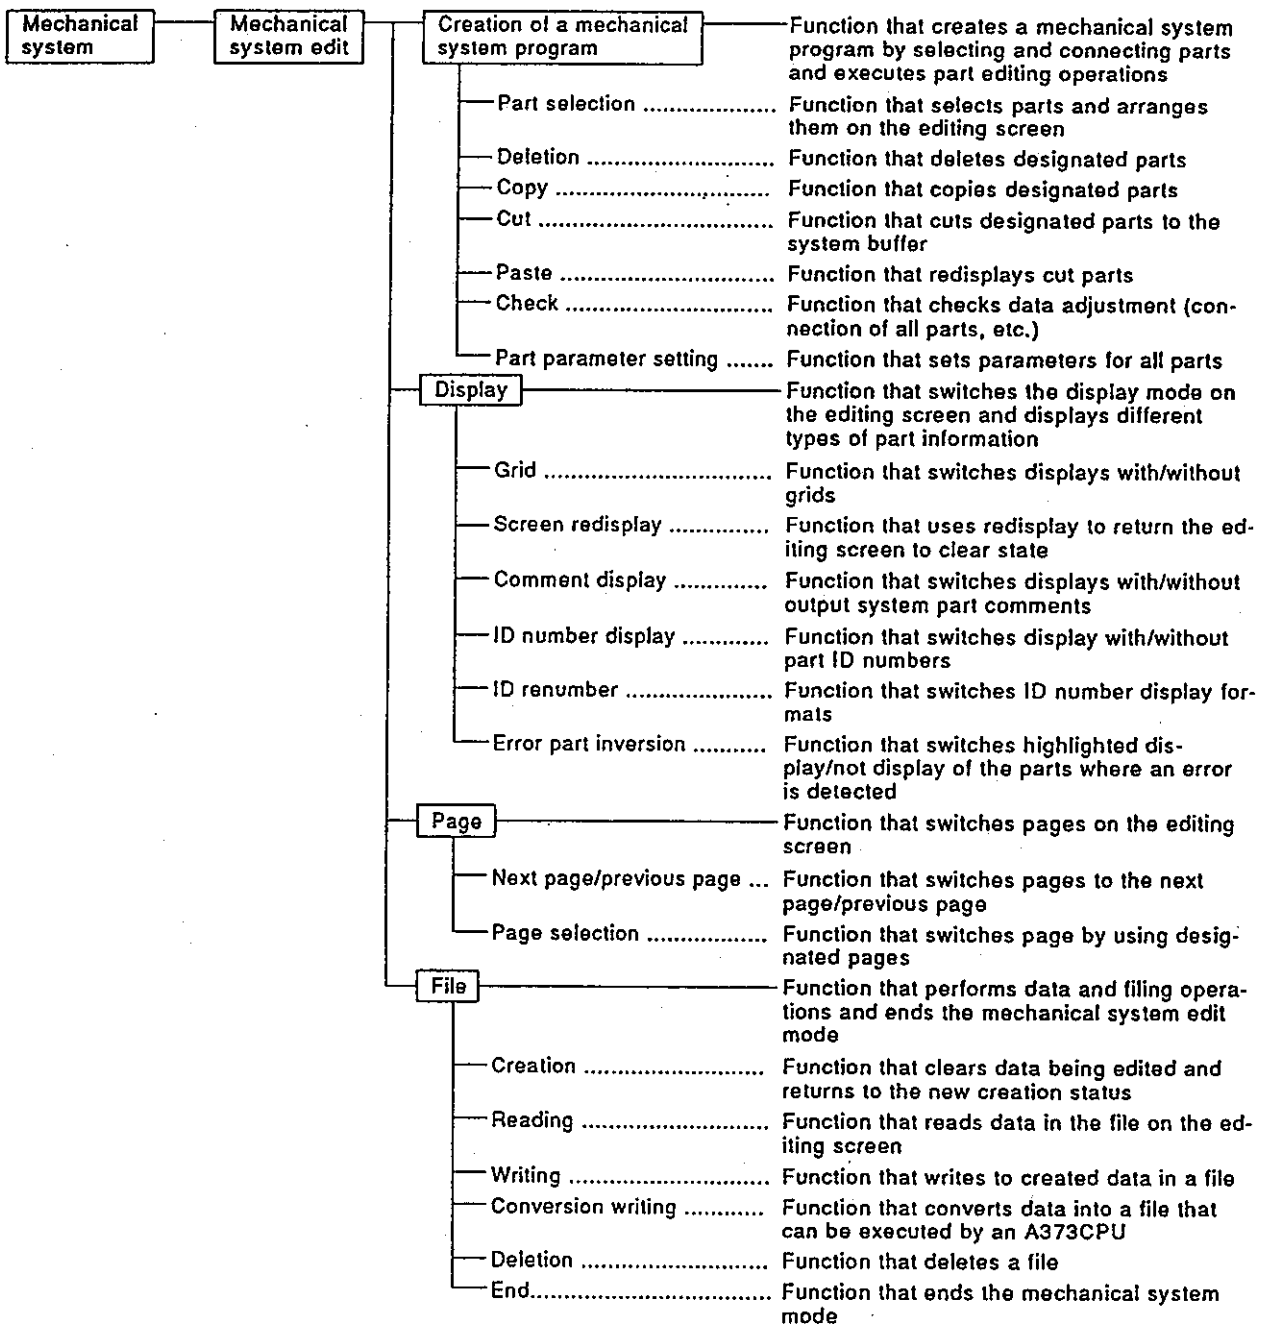 Mechanical system
Mechanical system edit
Creation of a mechanical system program
Function that creates a mechanical system
program by selecting and connecting parts
and executes part editing operations
Part selection ..................... Function that selects parts and arranges
them on the editing screen
Deletion ............................. Function that deletes designated parts
Copy .................................. Function that copies designated parts
Cut ..................................... Function that cuts designated parts to the
system buffer
Paste .................................. Function that redisplays cut parts
Check ................................. Function that checks data adjustment (con-
nection of all parts, etc.)
Part parameter setting ....... Function that sets parameters for all parts
Display
Function that switches the display mode on
the editing screen and displays different
types of part information
Grid .................................... Function that switches displays with/without
grids
Screen redisplay ............... Function that uses redisplay to return the ed-
iting screen to clear state
Comment display .............. Function that switches displays with/without
output system part comments
ID number display ............. Function that switches display with/without
part ID numbers
ID renumber ...................... Function that switches ID number display for-
mats
Error part inversion ........... Function that switches highlighted dis-
play/not display of the parts where an error
is detected
Page
Function that switches pages on the editing
screen
Next page/previous page ... Function that switches pages to the next
page/previous page
Page selection .................. Function that switches page by using desig-
nated pages
File
Function that performs data and filing opera-
tions and ends the mechanical system edit
mode
Creation ............................ Function that clears data being edited and
returns to the new creation status
Reading ............................. Function that reads data in the file on the ed-
iting screen
Writing ............................... Function that writes to created data in a file
Conversion writing ............ Function that converts data into a file that
can be executed by an A373CPU
Deletion ............................. Function that deletes a file
End..................................... Function that ends the mechanical system
mode